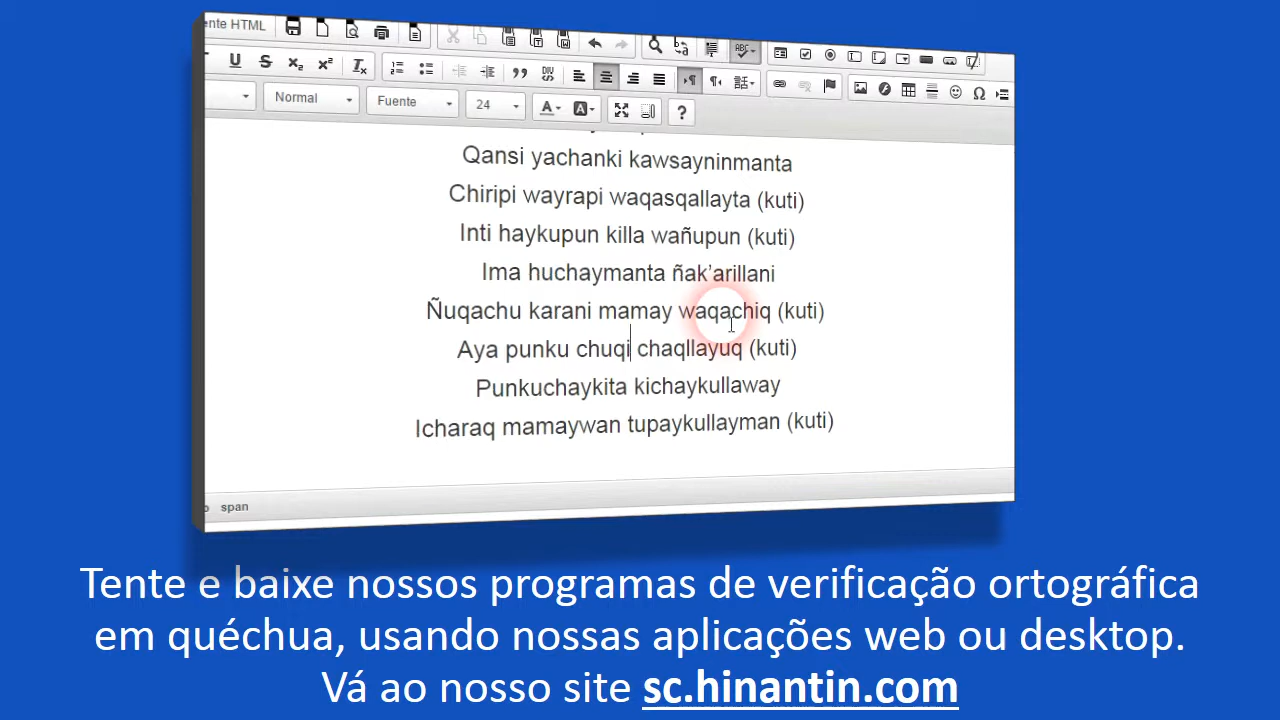 ente HTML
Normal
Fuente
24
Qansi yachanki kawsayninmanta
Chiripi wayrapi waqasqallayta (kuti)
Inti haykupun killa wañupun (kuti)
Ima huchaymanta ñak'arillani
Ñuqachu karani mamay waqachiq (kuti)
Aya punku chuqi chaqllayuq (kuti)
Punkuchaykita kichaykullaway
Icharaq mamaywan tupaykullayman (kuti)
span
Tente e baixe nossos programas de verificação ortográfica
em quéchua, usando nossas aplicações web ou desktop.
Vá ao nosso site sc.hinantin.com